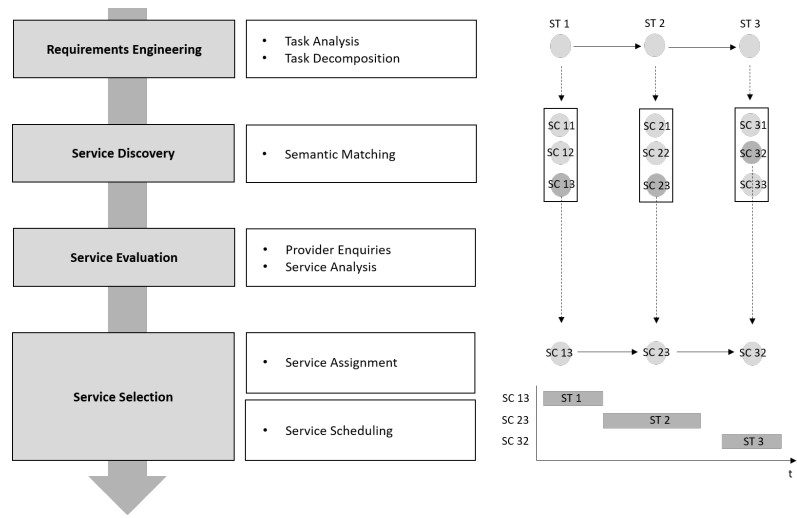 Requirements Engineering
• Task Analysis
• Task Decomposition
ST 1
ST 2
ST 3
Service Discovery
• Semantic Matching
SC 11
SC 21
SC 31
SC 12
SC 22
SC 32
SC 13
SC 23
SC 33
Service Evaluation
• Provider Enquiries
• Service Analysis
Service Selection
• Service Assignment
• Service Scheduling
SC 13
SC 23
SC 32
SC 13
ST 1
SC 23
ST 2
SC 32
ST 3
t